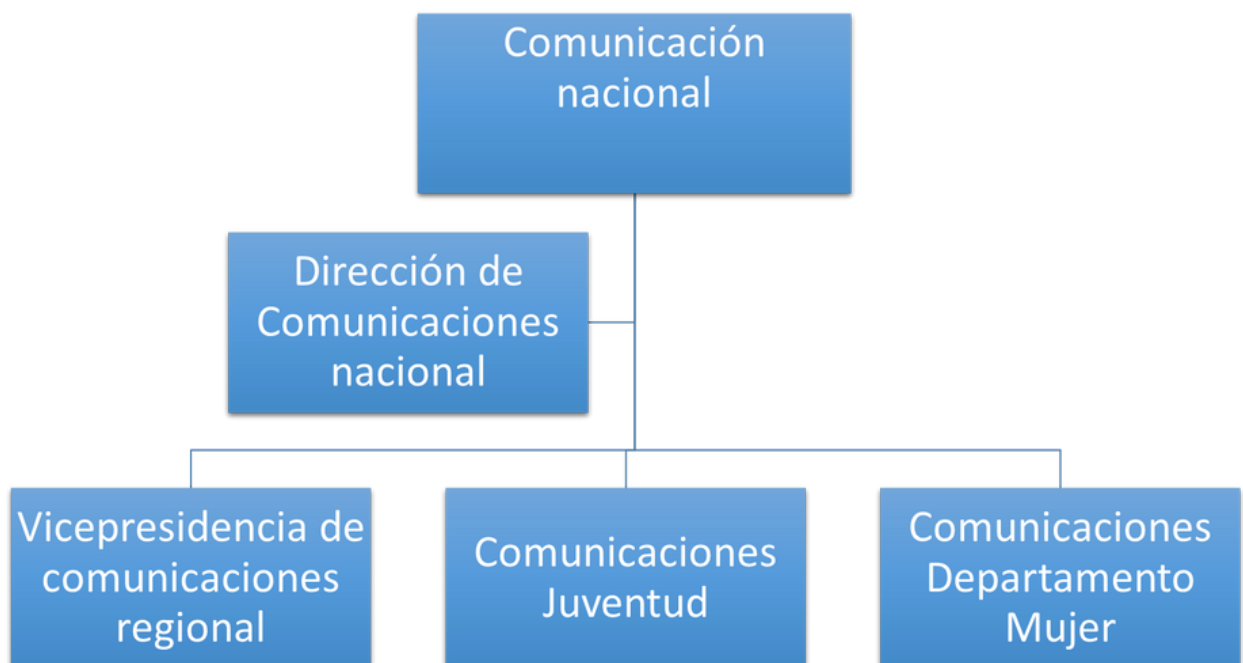 Comunicación
nacional
Dirección de
Comunicaciones
nacional
Vicepresidencia de
comunicaciones
regional
Comunicaciones
Juventud
Comunicaciones
Departamento
Mujer